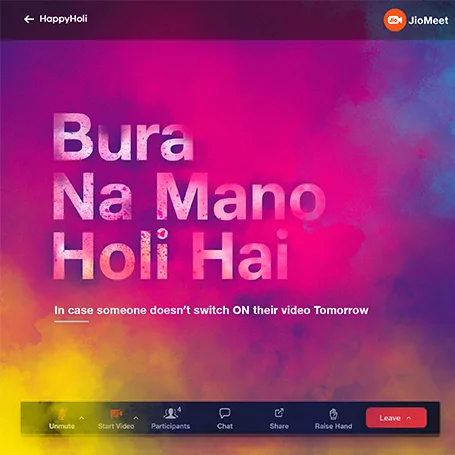 HappyHoli
Jio JioMeet
Bura
Na Mano
Holi Hai
In case someone doesn't switch ON their video Tomorrow
4
Unmute Start Video Participants Chat Share Raise Hand Leave